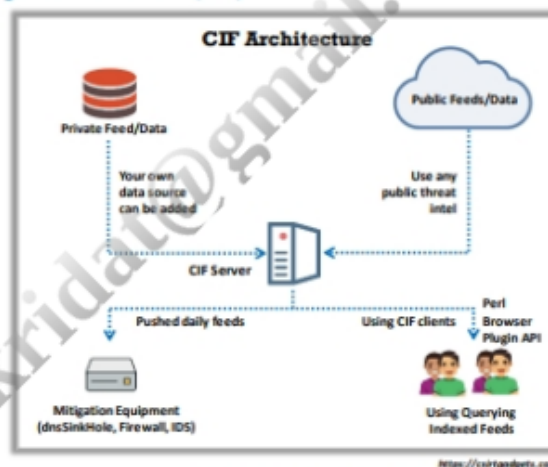 CIF Architecture
Private Feed/Data
Public Feeds/Data
Your own
data source
can be added
Use any
public threat
intel
CIF Server
Pushed daily feeds
Using CIF clients
Perl
Browser
Plugin API
Mitigation Equipment
(dnsSinkHole, Firewall, IDS)
Using Querying
Indexed Feeds